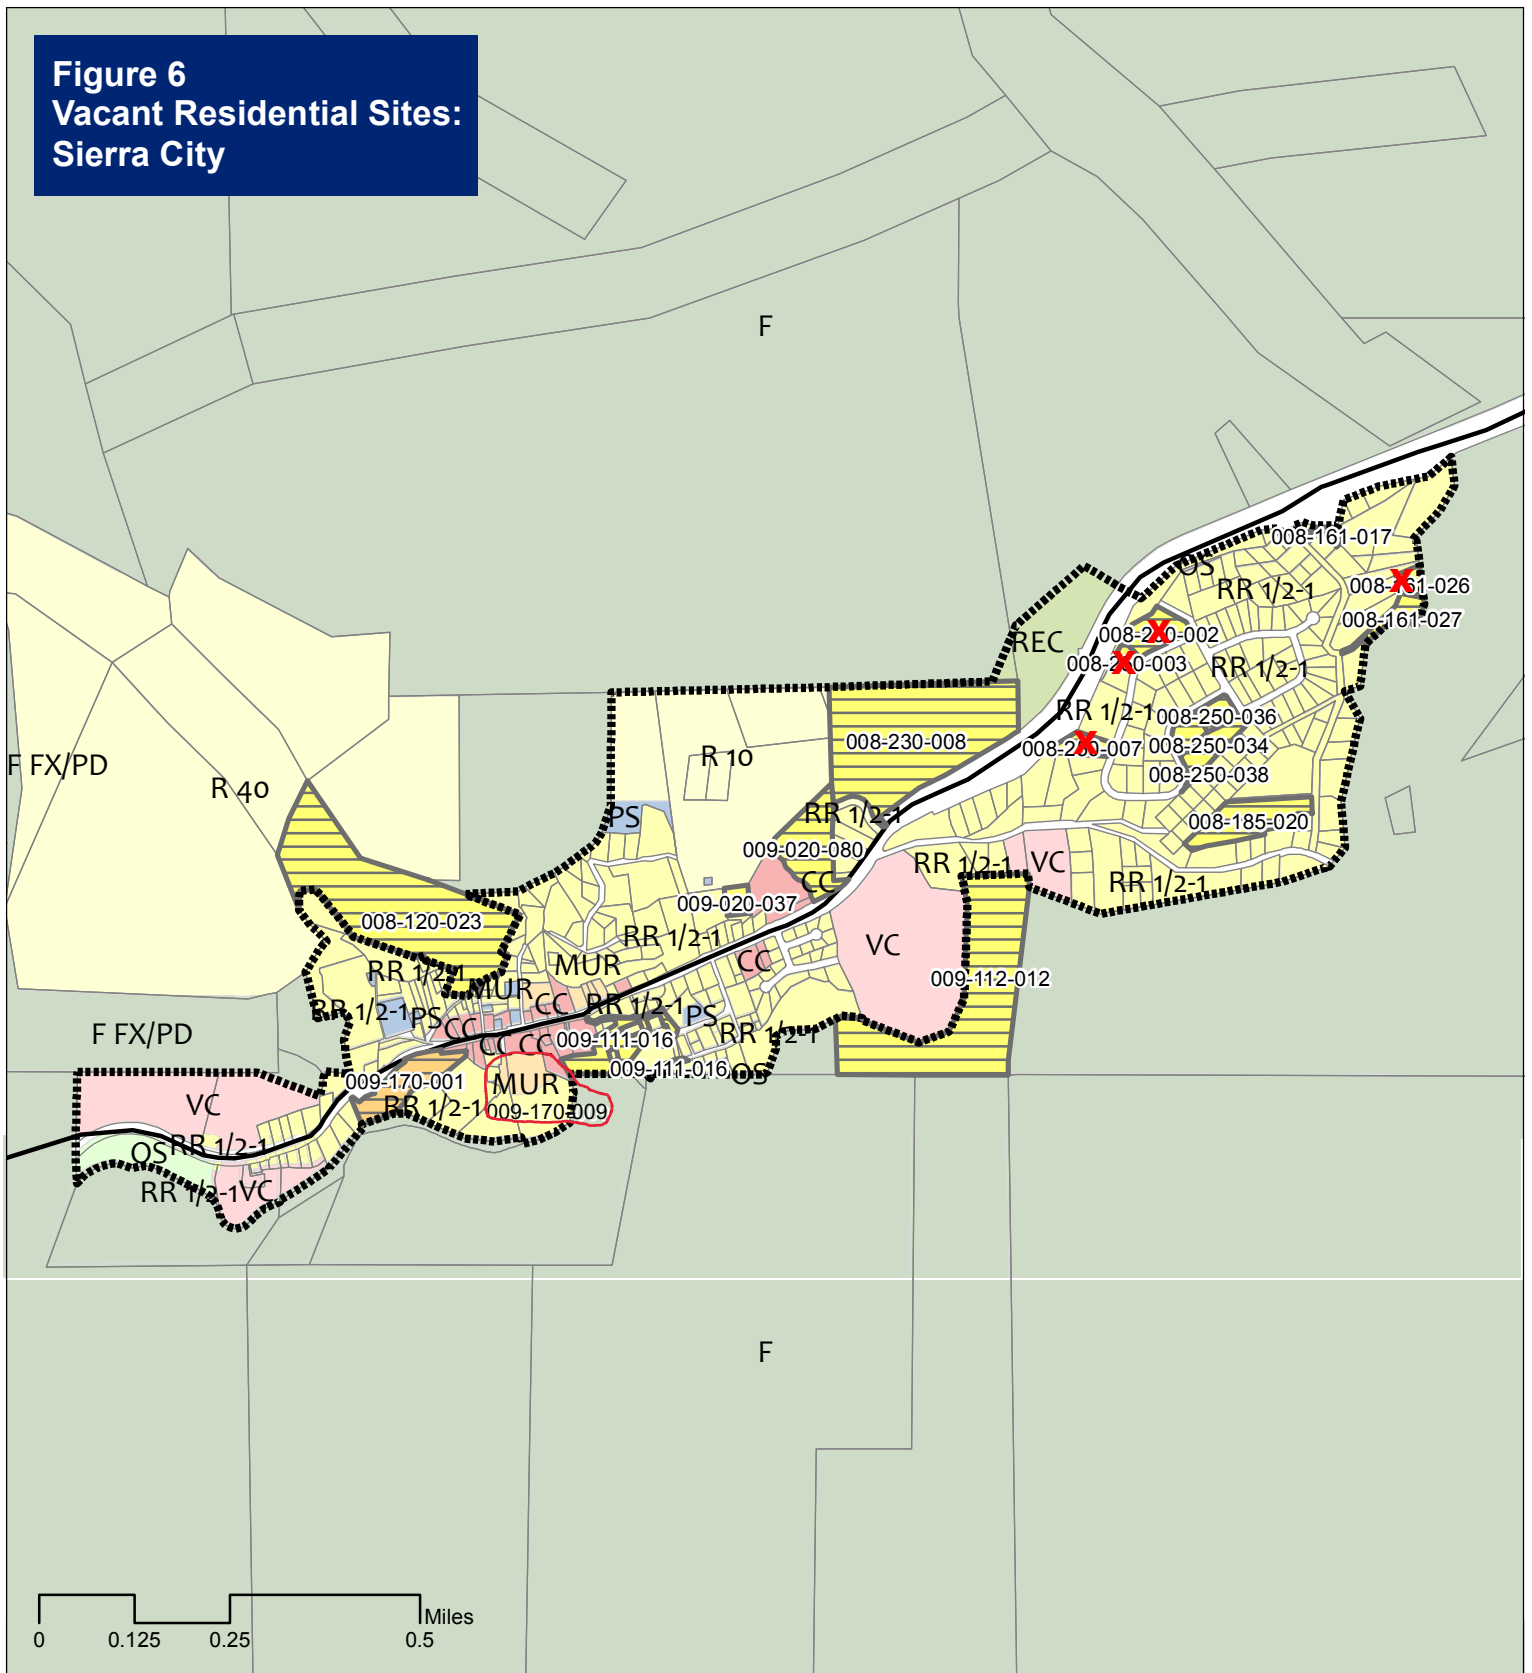 Figure 6
Vacant Residential Sites:
Sierra City
F
008-161-017
OS
RR 1/2-1
X
008-161-026
008-161-027
X
008-260-002
REC
X
008-260-003
RR 1/2-1
RR 1/2-1
008-250-036
X
008-260-007
008-250-034
008-230-008
R 10
008-250-038
F FX/PD
R 40
PS
RR 1/2-1
008-185-020
009-020-080
RR 1/2-1
VC
CC
RR 1/2-1
009-020-037
008-120-023
RR 1/2-1
VC
MUR
CC
RR 1/2-1
009-112-012
MUR
CC
RR 1/2-1
RR 1/2-1
PS
PS
CC
F FX/PD
CC
CC
009-111-016
RR 1/2-1
009-111-016
OS
009-170-001
MUR
RR 1/2-1
009-170-009
VC
OS
RR 1/2-1
RR 1/2-1
VC
F
Miles
0
0.125
0.25
0.5